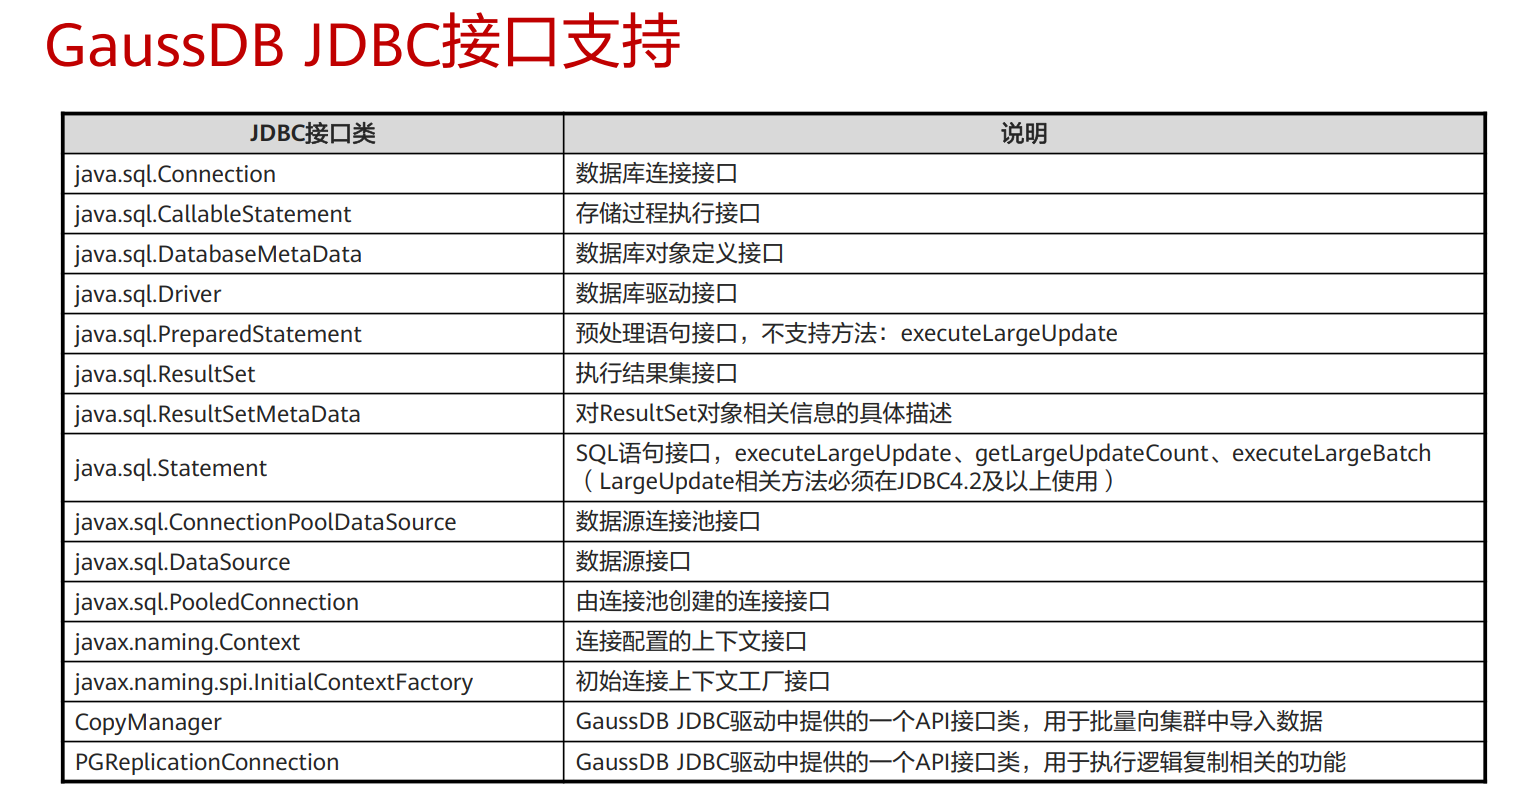 GaussDB JDBC接口支持
JDBC接口类 说明
java.sql.Connection 数据库连接接口
java.sql.CallableStatement 存储过程执行接口
java.sql.DatabaseMetaData 数据库对象定义接口
java.sql.Driver 数据库驱动接口
java.sql.PreparedStatement 预处理语句接口，不支持方法：executeLargeUpdate
java.sql.ResultSet 执行结果集接口
java.sql.ResultSetMetaData 对ResultSet对象相关信息的具体描述
java.sql.Statement SQL语句接口，executeLargeUpdate、getLargeUpdateCount、executeLargeBatch
（ LargeUpdate相关方法必须在JDBC4.2及以上使用 ）
javax.sql.ConnectionPoolDataSource 数据源连接池接口
javax.sql.DataSource 数据源接口
javax.sql.PooledConnection 由连接池创建的连接接口
javax.naming.Context 连接配置的上下文接口
javax.naming.spi.InitialContextFactory 初始连接上下文工厂接口
CopyManager GaussDB JDBC驱动中提供的一个API接口类，用于批量向集群中导入数据
PGReplicationConnection GaussDB JDBC驱动中提供的一个API接口类，用于执行逻辑复制相关的功能